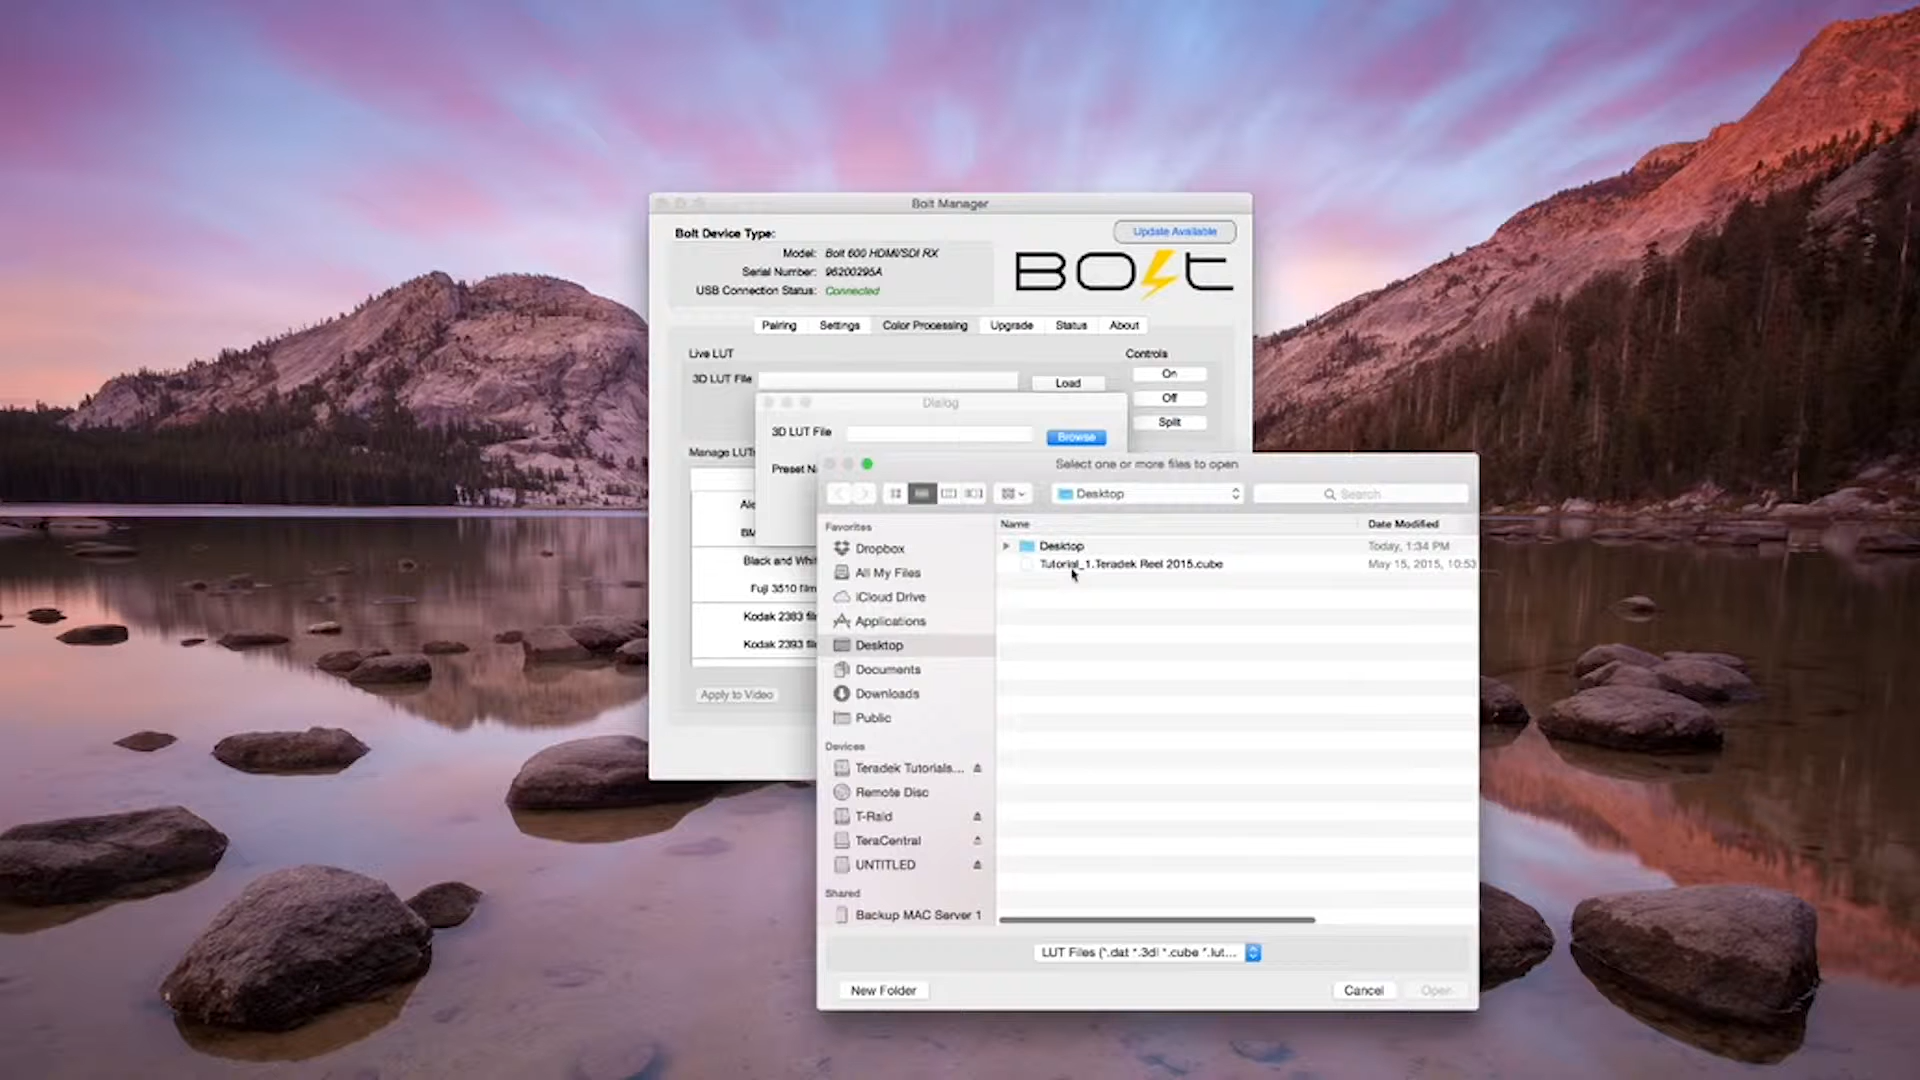 Bolt Manager
Bolt Device Type:
Update Available
Model: Bolt 600 HDMI/SDI RX
Serial Number: 96200295A
USB Connection Status: Connected
BOLT
Pairing Settings Color Processing Upgrade Status About
Live LUT
Controls
3D LUT File
Load
On
Off
Split
Dialog
3D LUT File
Browse
Manage LUT
Preset N
Ale
BM
Black and Whi
Fuji 3510 fil
Kodak 2383 fil
Kodak 2393 fil
Apply to Video
Select one or more files to open
Desktop
Search
Favorites
Dropbox
All My Files
iCloud Drive
Applications
Desktop
Documents
Downloads
Public
Devices
Teradek Tutorials...
Remote Disc
T-Raid
TeraCentral
UNTITLED
Shared
Backup MAC Server 1
Name Date Modified
Desktop Today, 1:34 PM
Tutorial_1.Teradek Reel 2015.cube May 15, 2015, 10:53
LUT Files (*.dat *.3dl *.cube *.lut...
New Folder
Cancel
Open